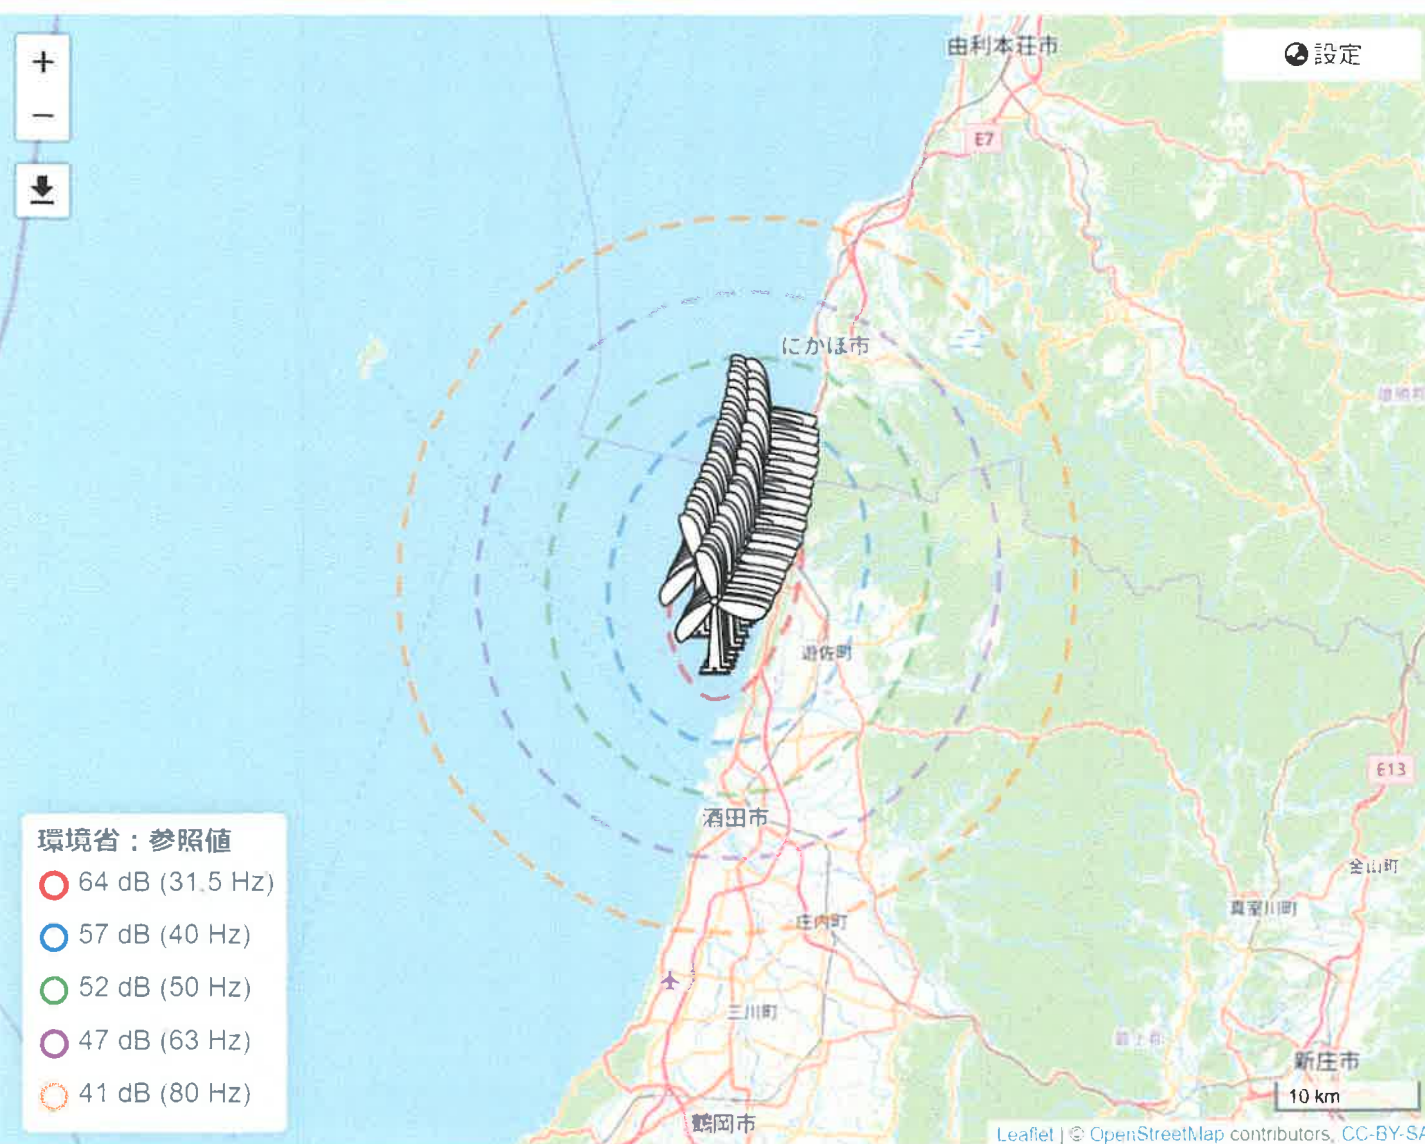 +
由利本荘市
設定
−
E7
にかほ市
遊佐町
E13
酒田市
環境省：参照値
64 dB (31.5 Hz)
57 dB (40 Hz)
52 dB (50 Hz)
47 dB (63 Hz)
41 dB (80 Hz)
金山町
真室川町
庄内町
三川町
新庄市
10 km
鶴岡市
Leaflet | © OpenStreetMap contributors, CC-BY-SA